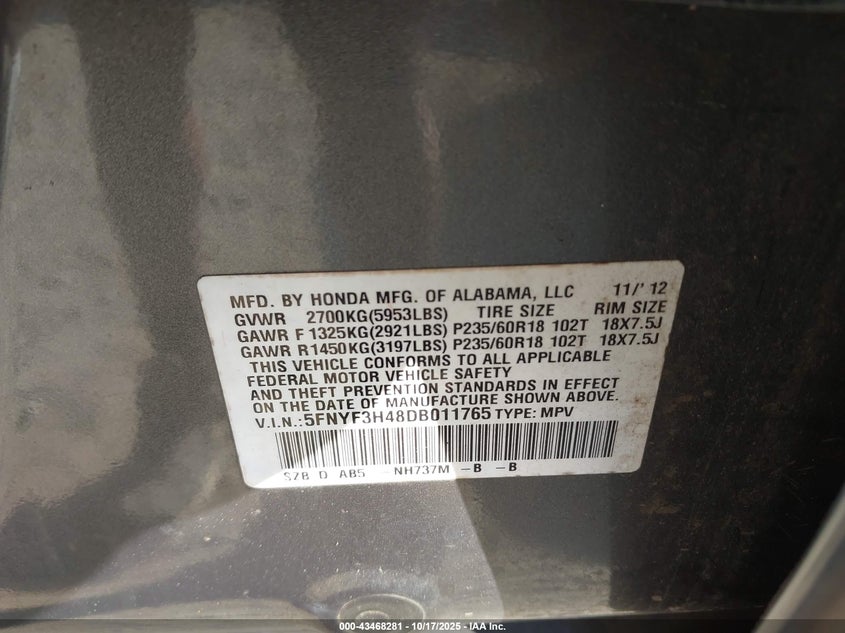 MFD. BY HONDA MFG. OF ALABAMA, LLC 11/'12
GVWR 2700KG(5953LBS) TIRE SIZE RIM SIZE
GAWR F 1325KG(2921LBS) P235/60R18 102T 18X7.5J
GAWR R1450KG(3197LBS) P235/60R18 102T 18X7.5J
THIS VEHICLE CONFORMS TO ALL APPLICABLE
FEDERAL MOTOR VEHICLE SAFETY
AND THEFT PREVENTION STANDARDS IN EFFECT
ON THE DATE OF MANUFACTURE SHOWN ABOVE.
V.I.N.:5FNYF3H48DB011765 TYPE: MPV
SZB D AB5 -NH737M -B -B
000-43468281 - 10/17/2025 - IAA Inc.